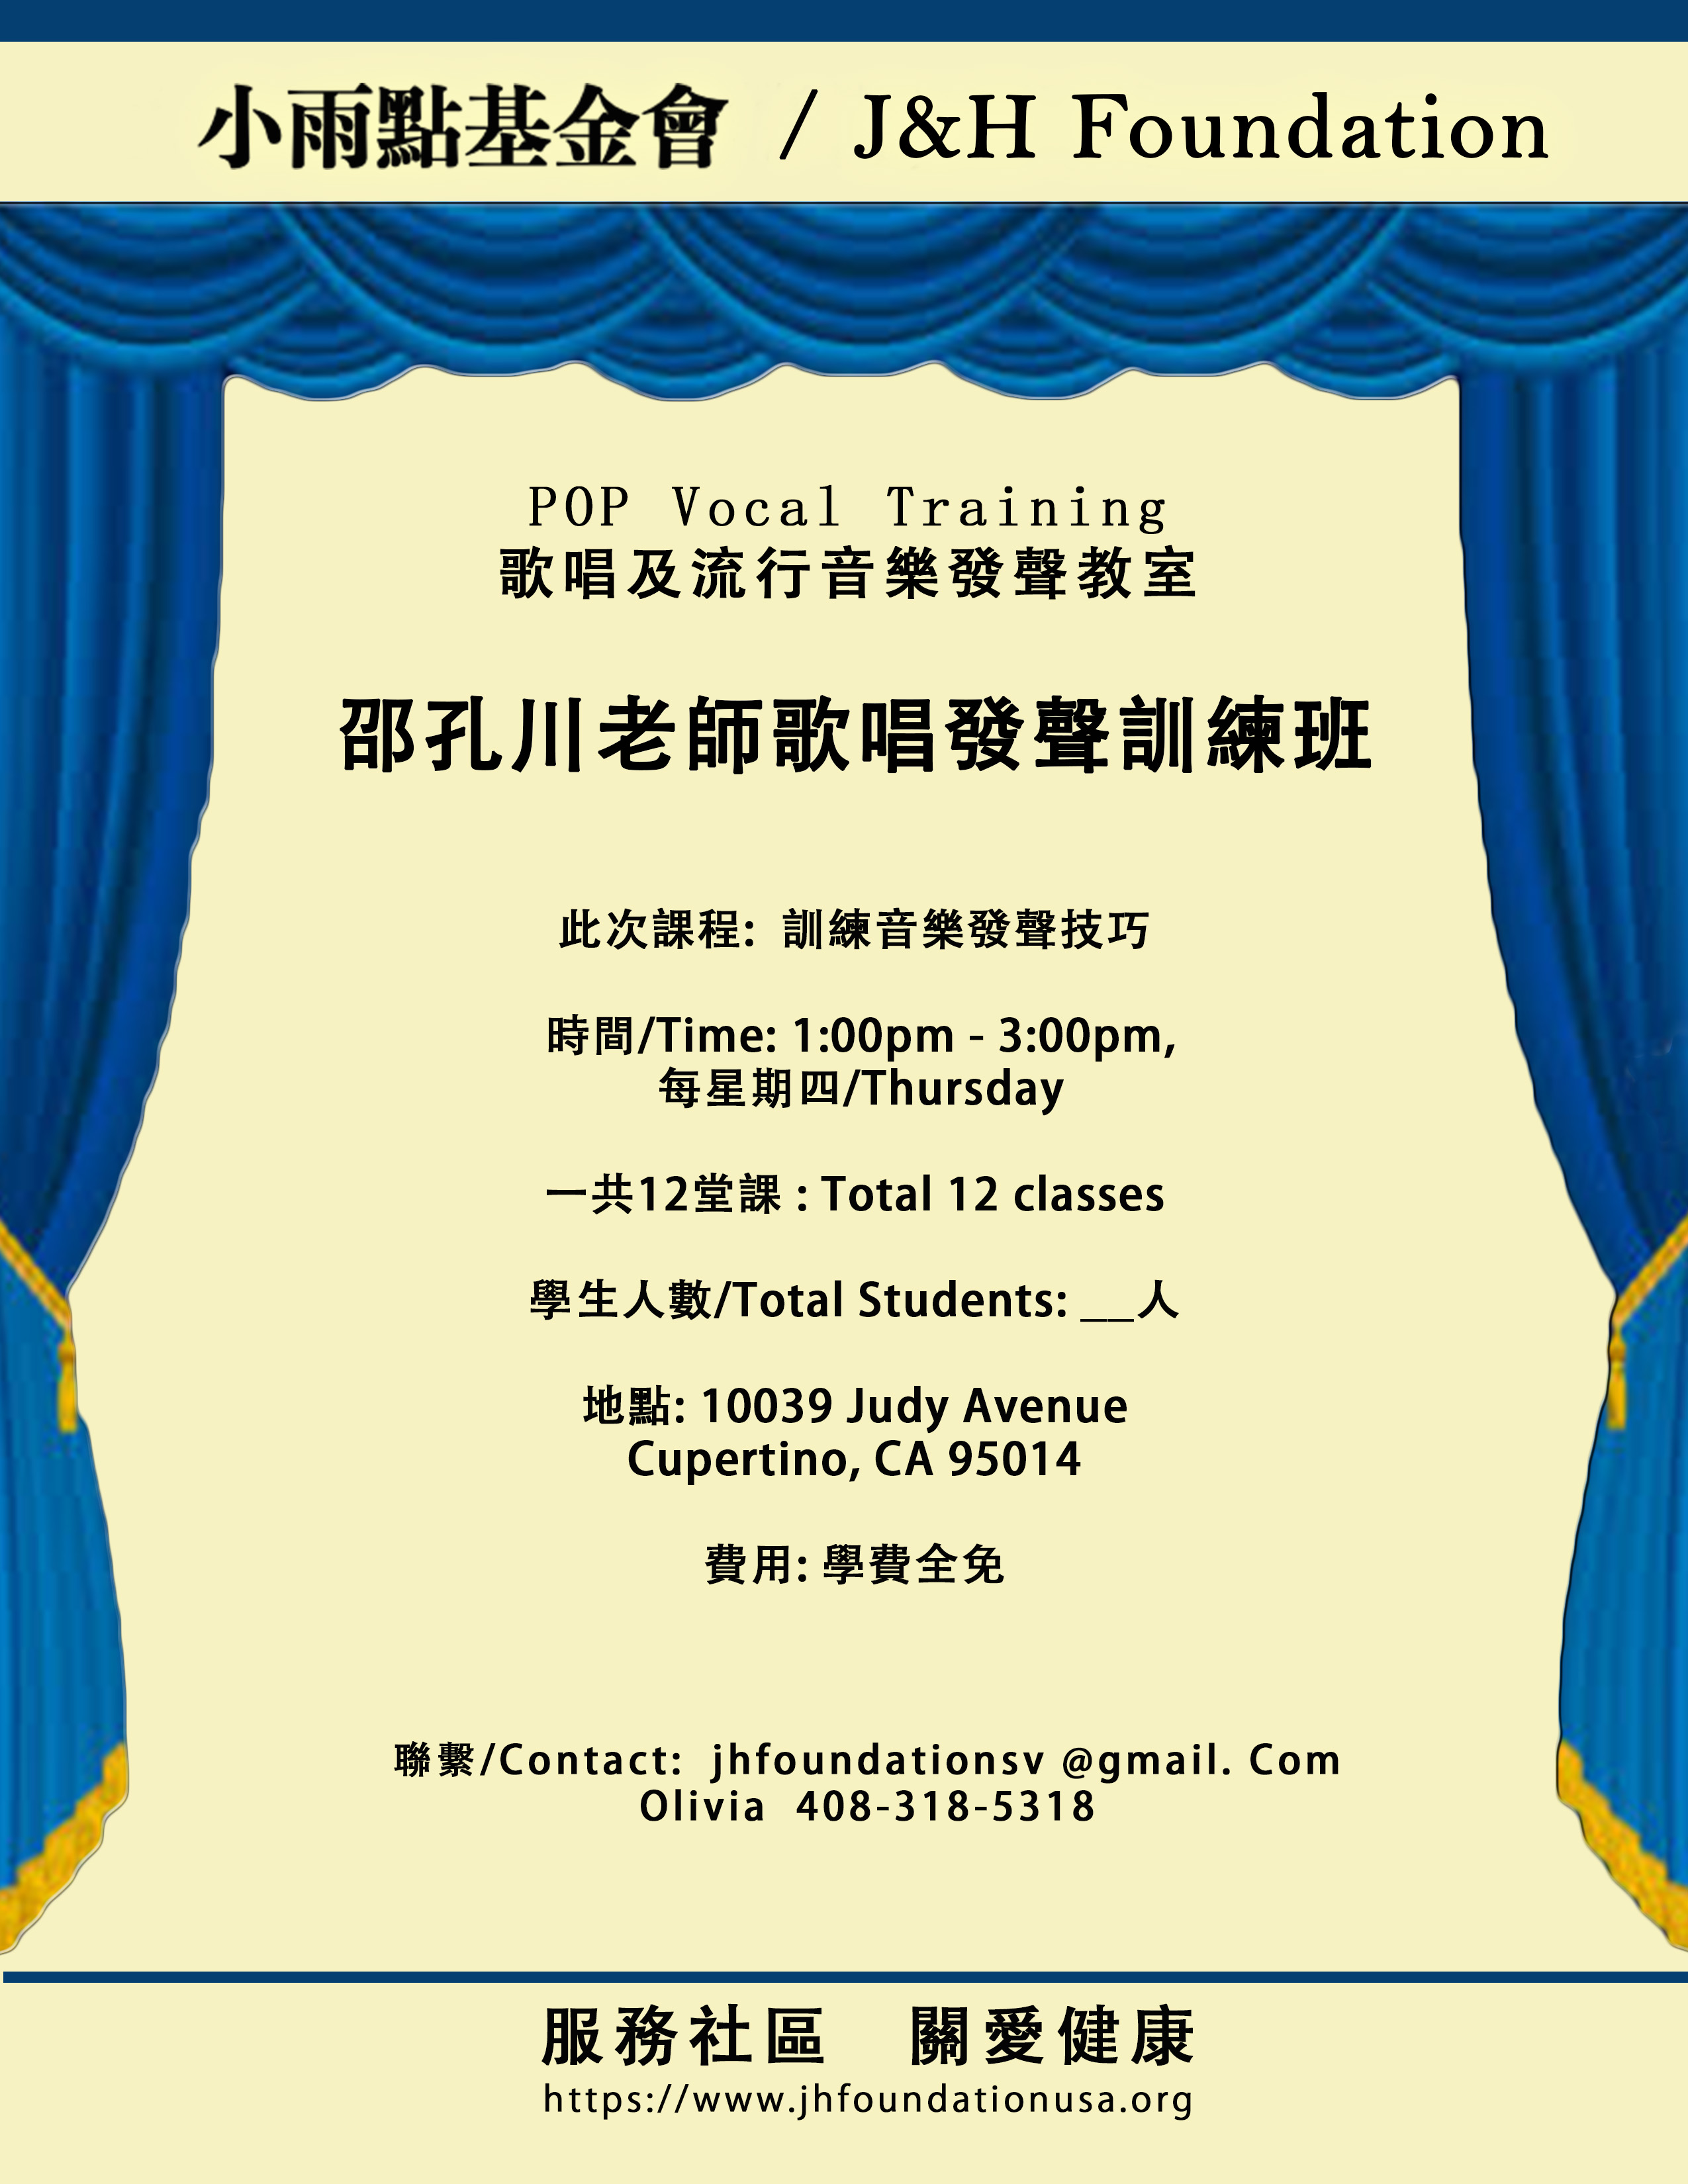 小雨點基金會 / J&H Foundation
POP Vocal Training
歌唱及流行音樂發聲教室
邵孔川老師歌唱發聲訓練班
此次課程: 訓練音樂發聲技巧
時間/Time: 1:00pm - 3:00pm,
每星期四/Thursday
一共12堂課 : Total 12 classes
學生人數/Total Students: __人
地點: 10039 Judy Avenue
Cupertino, CA 95014
費用: 學費全免
聯繫/Contact: jhfoundationsv @gmail. Com
Olivia 408-318-5318
服務社區 關愛健康
https://www.jhfoundationusa.org